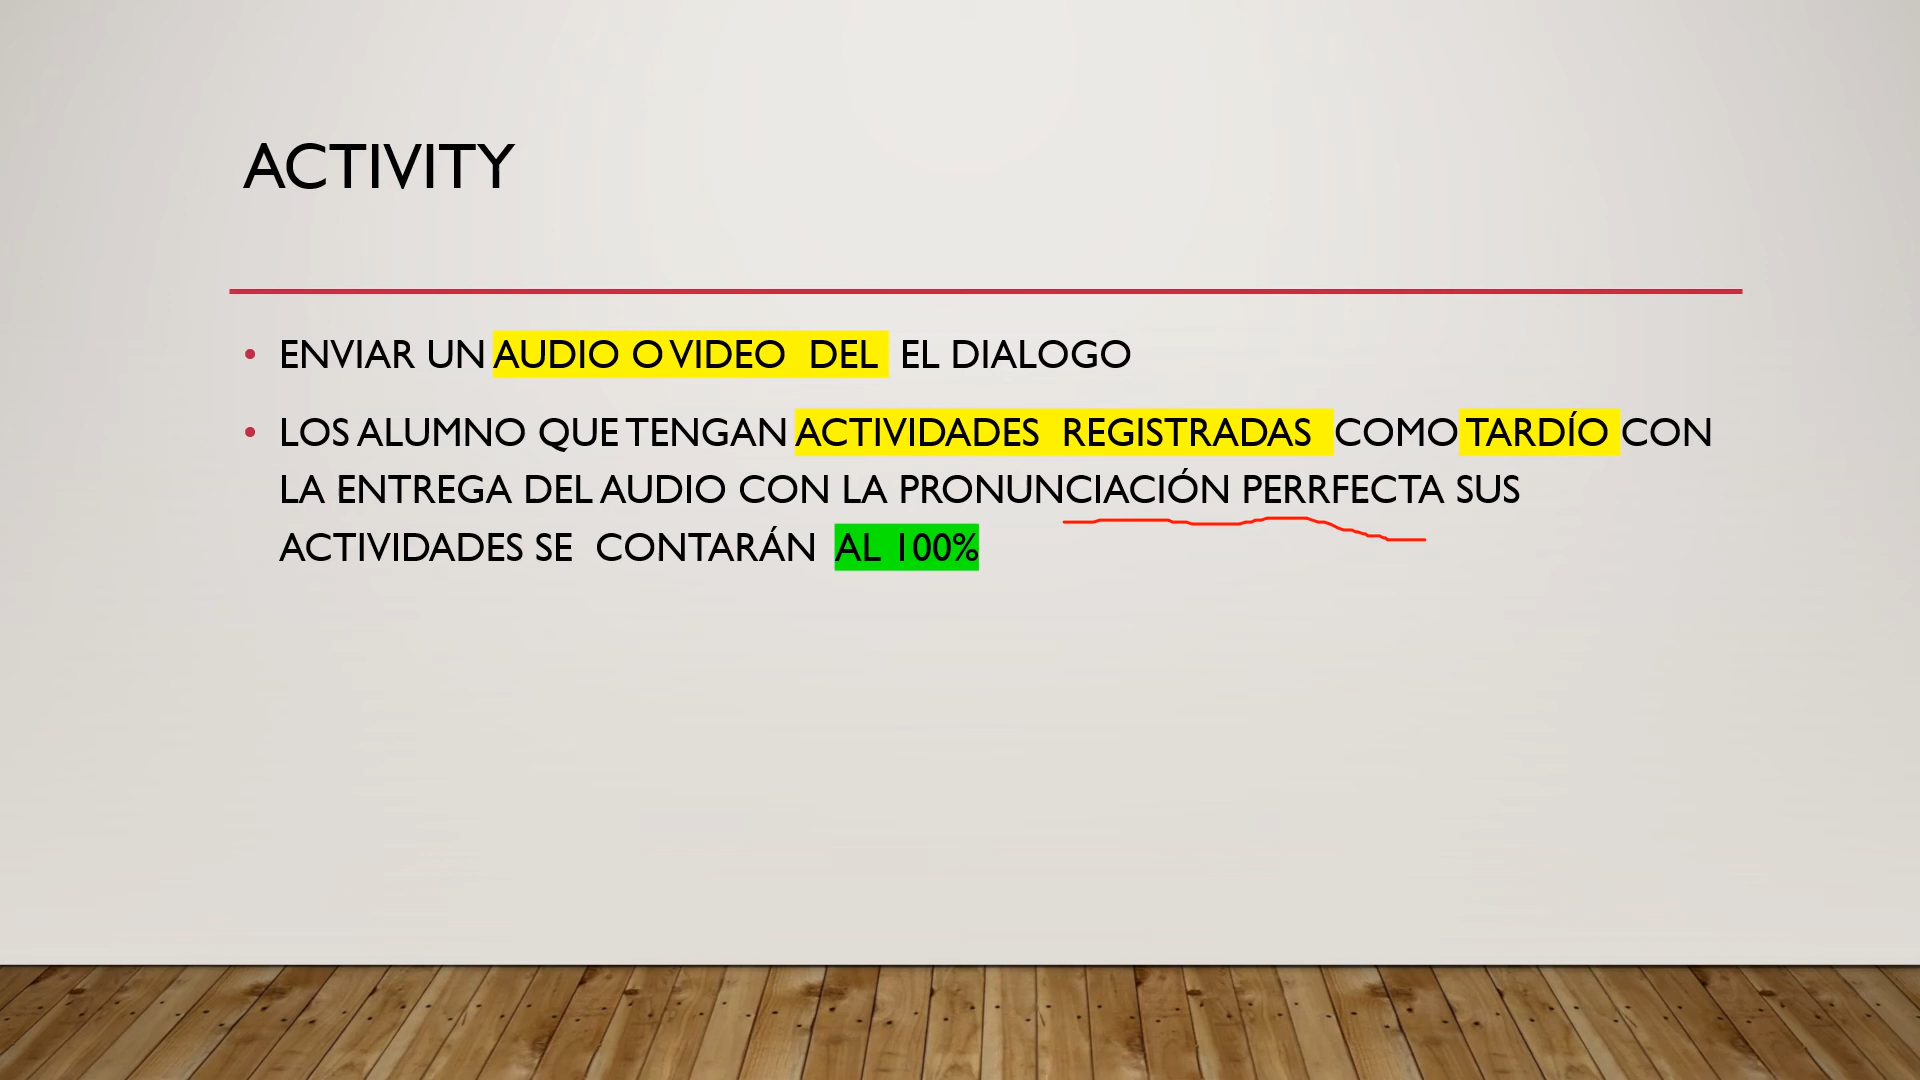 ACTIVITY
ENVIAR UN AUDIO O VIDEO DEL EL DIALOGO
LOS ALUMNO QUE TENGAN ACTIVIDADES REGISTRADAS COMO TARDÍO CON
LA ENTREGA DEL AUDIO CON LA PRONUNCIACIÓN PERRFECTA SUS
ACTIVIDADES SE CONTARÁN AL 100%